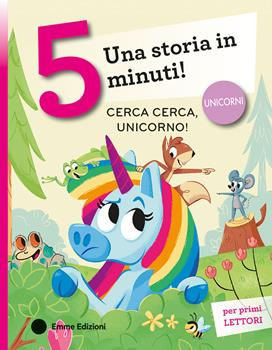 5
Una storia in
minuti!
UNICORNI
CERCA CERCA,
UNICORNO!
per primi
LETTORI
Emme Edizioni